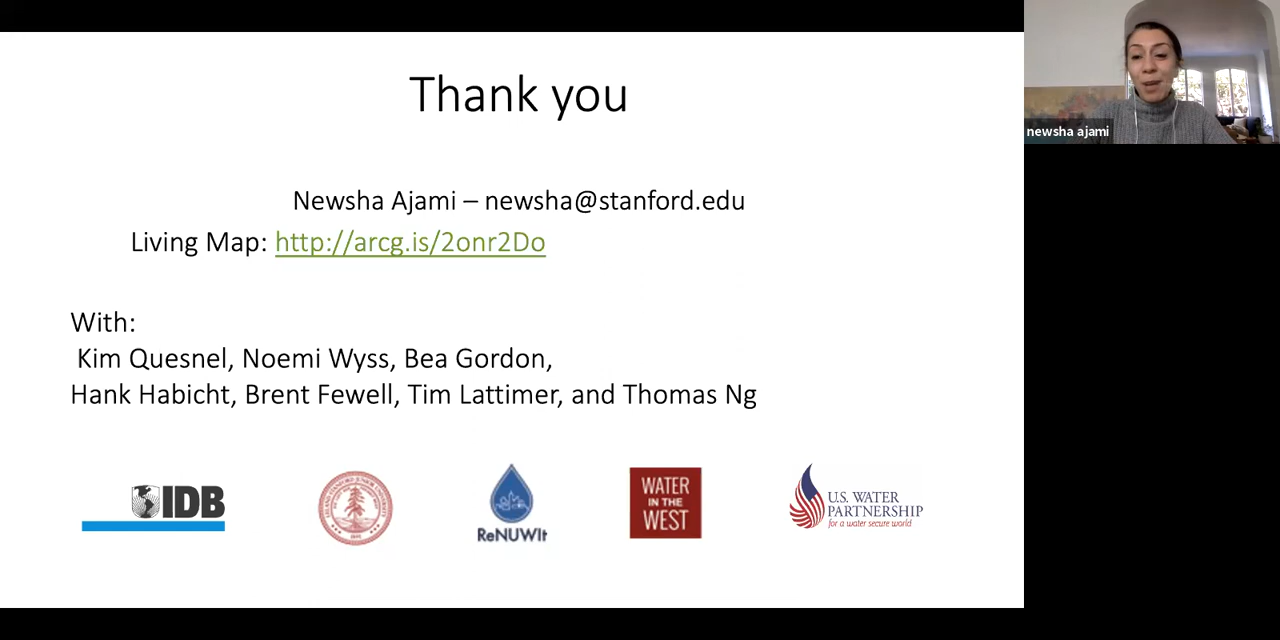 Thank you
newsha ajami
Newsha Ajami – newsha@stanford.edu
Living Map: http://arcg.is/2onr2Do
With:
Kim Quesnel, Noemi Wyss, Bea Gordon,
Hank Habicht, Brent Fewell, Tim Lattimer, and Thomas Ng
IDB
ReNUWIt
WATER
IN THE
WEST
U.S. WATER
PARTNERSHIP
for a water secure world